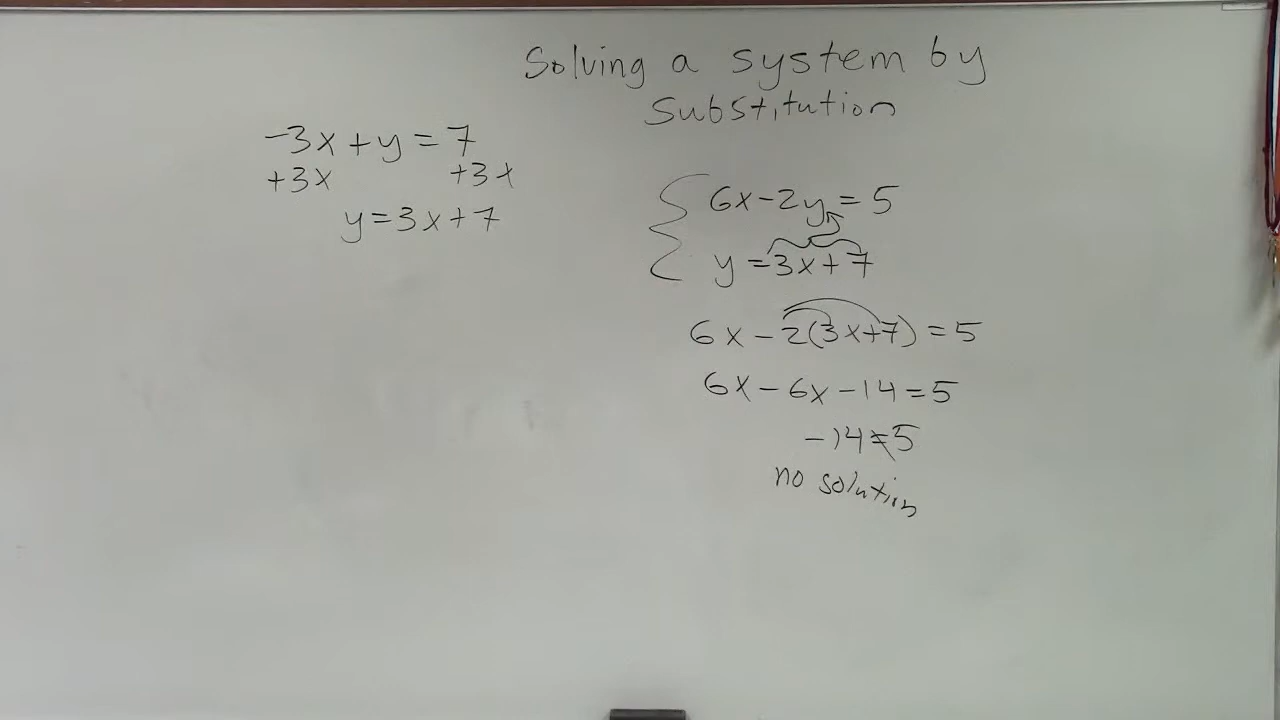 Solving a system by
Substitution
-3x + y = 7
+3x +3x
y = 3x + 7
6x - 2y = 5
y = 3x + 7
6x - 2(3x+7) = 5
6x - 6x - 14 = 5
-14 ≠ 5
no solution